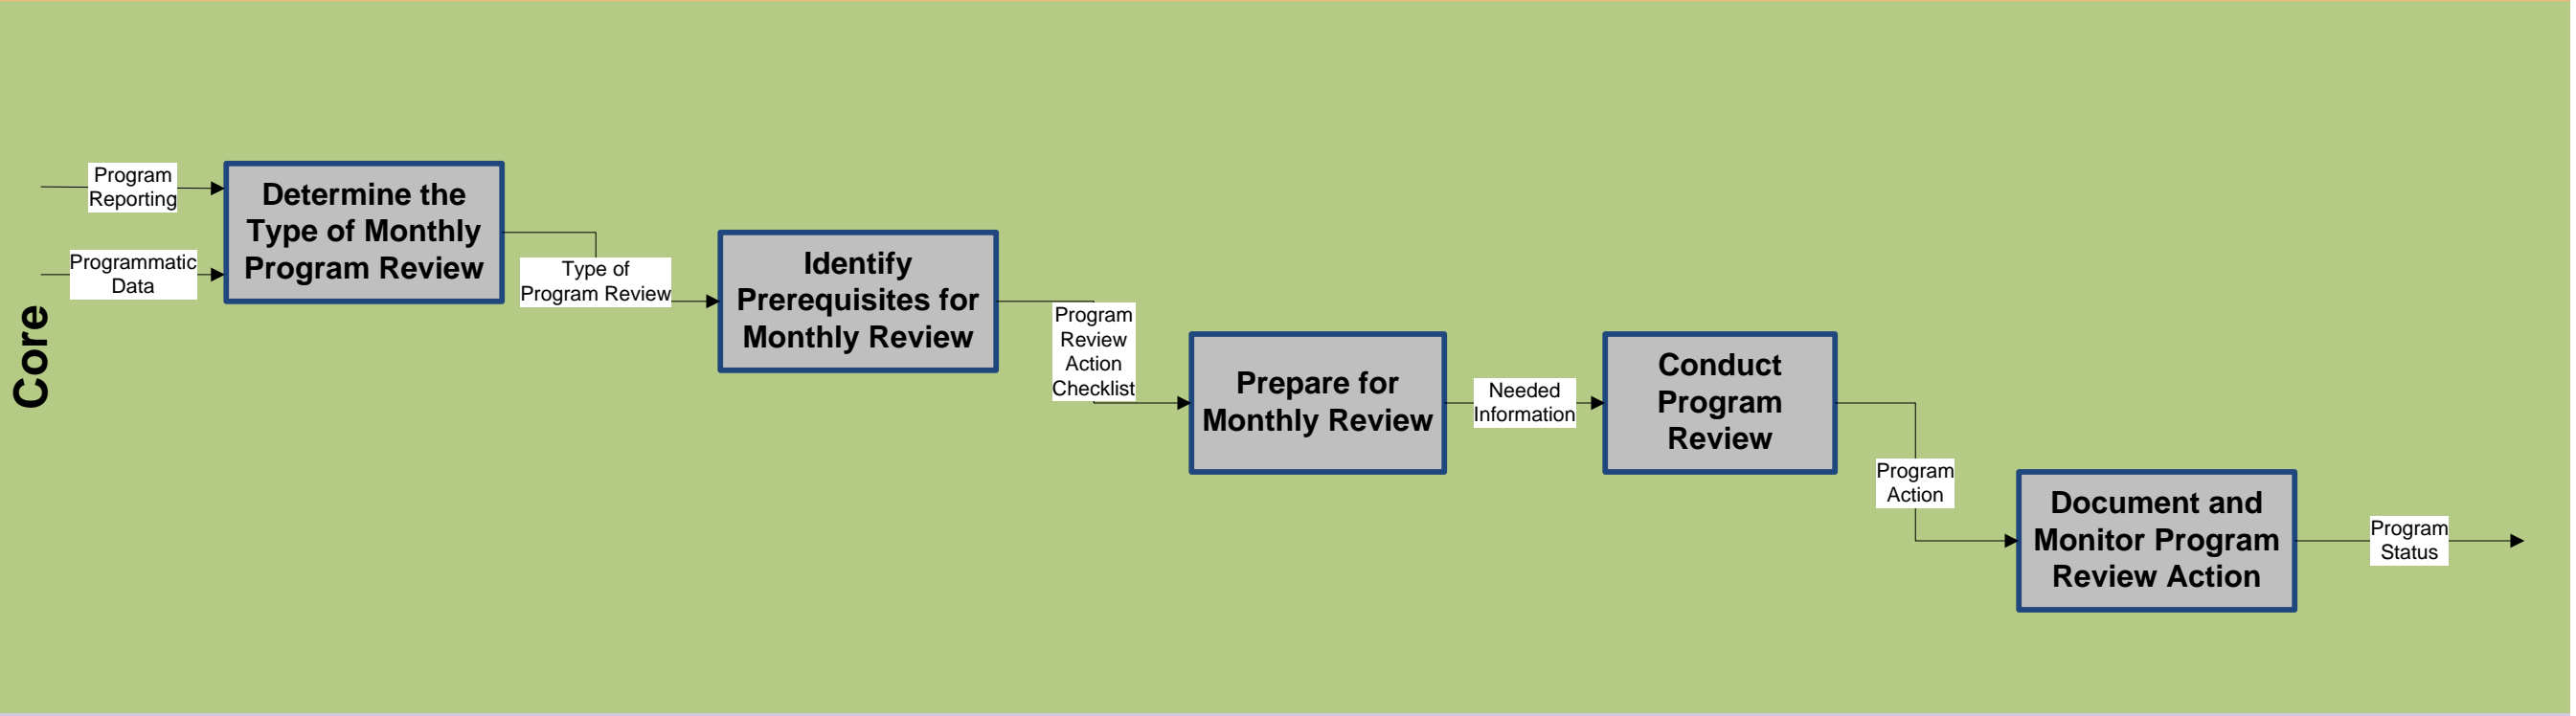 Core
Program
Reporting
Programmatic
Data
Determine the
Type of Monthly
Program Review
Type of
Program Review
Identify
Prerequisites for
Monthly Review
Program
Review
Action
Checklist
Prepare for
Monthly Review
Needed
Information
Conduct
Program
Review
Program
Action
Document and
Monitor Program
Review Action
Program
Status